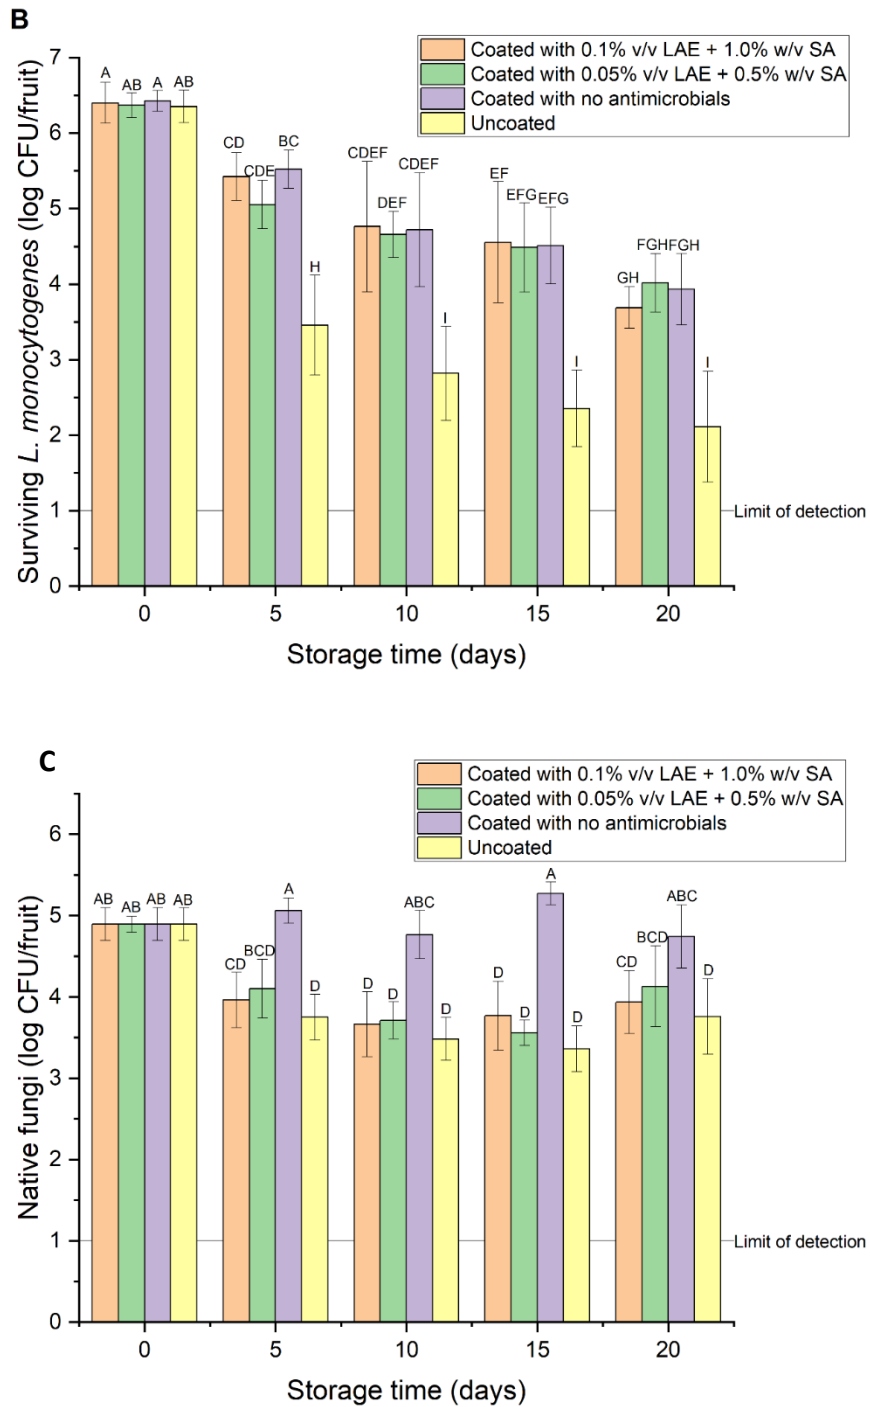 B
Coated with 0.1% v/v LAE + 1.0% w/v SA
Coated with 0.05% v/v LAE + 0.5% w/v SA
Coated with no antimicrobials
Uncoated
Surviving L. monocytogenes (log CFU/fruit)
7
6
5
4
3
2
1
0
A AB A AB
CD CDE BC H
CDEF DEF CDEF I
EF EFG EFG I
GH FGH FGH I
Limit of detection
0 5 10 15 20
Storage time (days)
C
Coated with 0.1% v/v LAE + 1.0% w/v SA
Coated with 0.05% v/v LAE + 0.5% w/v SA
Coated with no antimicrobials
Uncoated
Native fungi (log CFU/fruit)
6
5
4
3
2
1
0
AB AB AB AB
CD BCD A D
D D ABC D
D D A D
CD BCD ABC D
Limit of detection
0 5 10 15 20
Storage time (days)